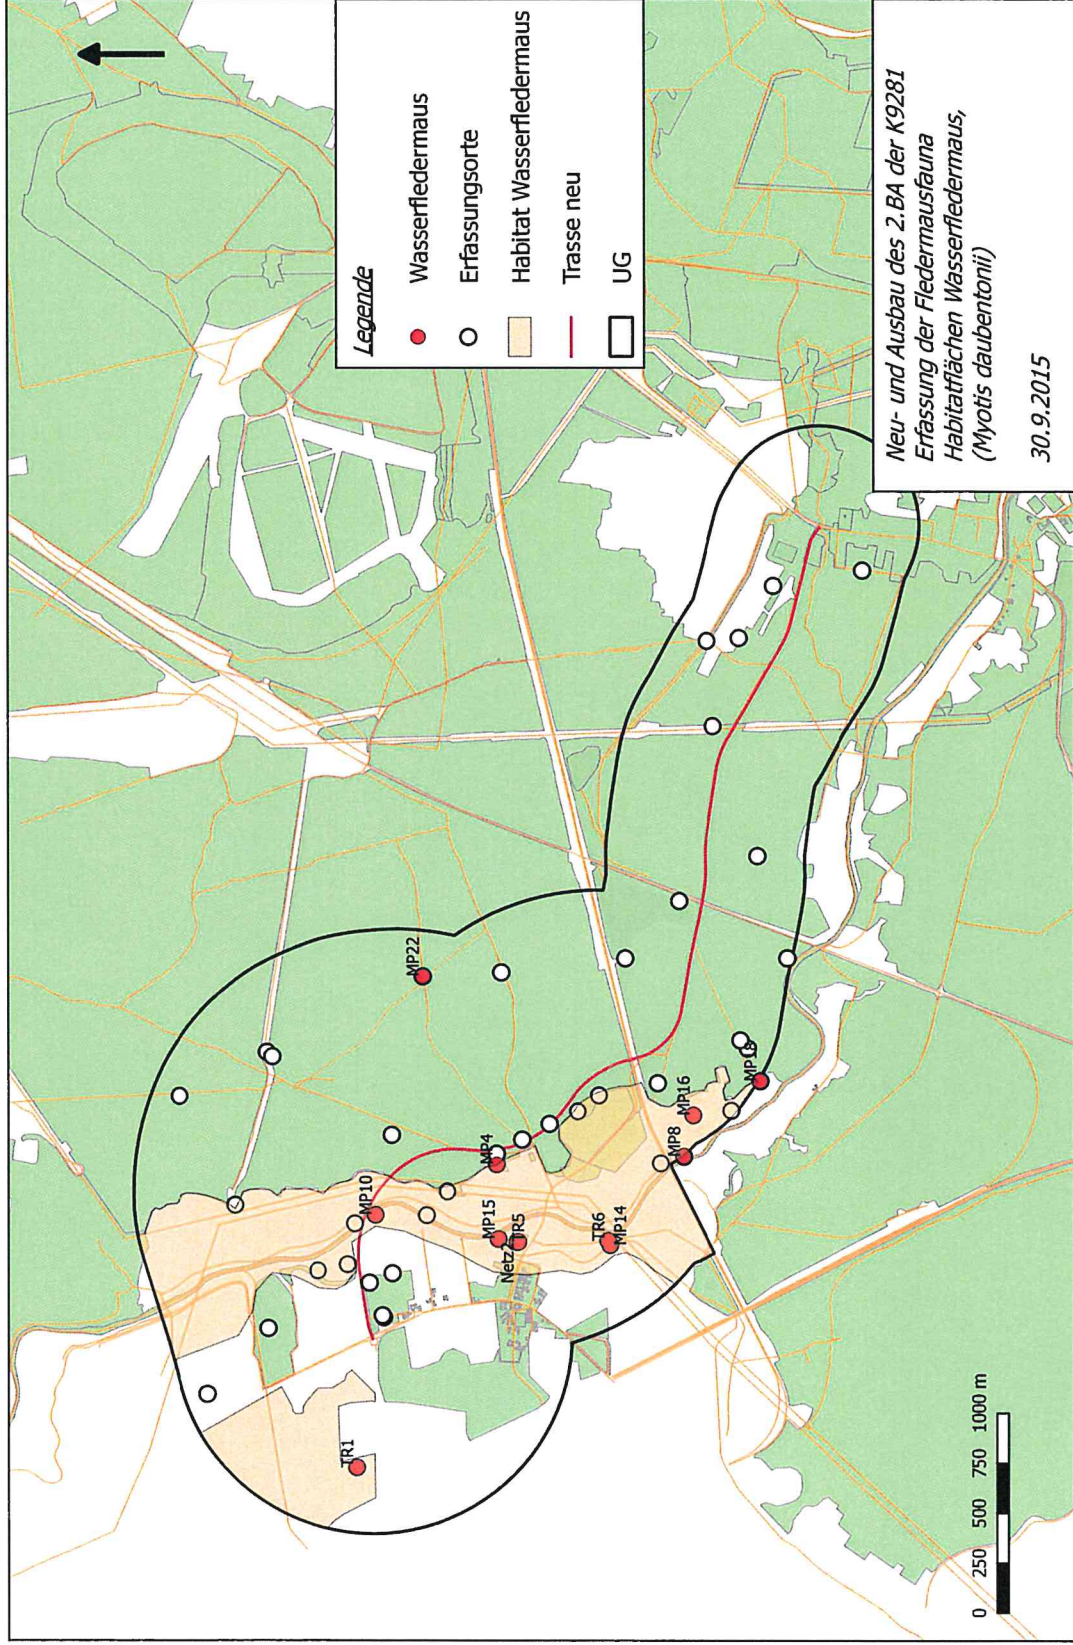 Legende
Wasserfledermaus
Erfassungsorte
Habitat Wasserfledermaus
Trasse neu
UG
MP22
MP10
MP4
MP15
Netz2
TR5
TR6
MP14
MP16
MP8
TR1
Neu- und Ausbau des 2.BA der K9281
Erfassung der Fledermausfauna
Habitatflächen Wasserfledermaus,
(Myotis daubentonii)
30.9.2015
0 250 500 750 1000 m